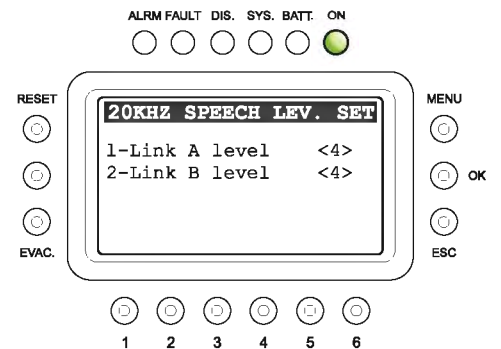 ALRM FAULT DIS. SYS. BATT. ON
RESET
MENU
20KHZ SPEECH LEV. SET
1-Link A level <4>
2-Link B level <4>
OK
EVAC.
ESC
1 2 3 4 5 6